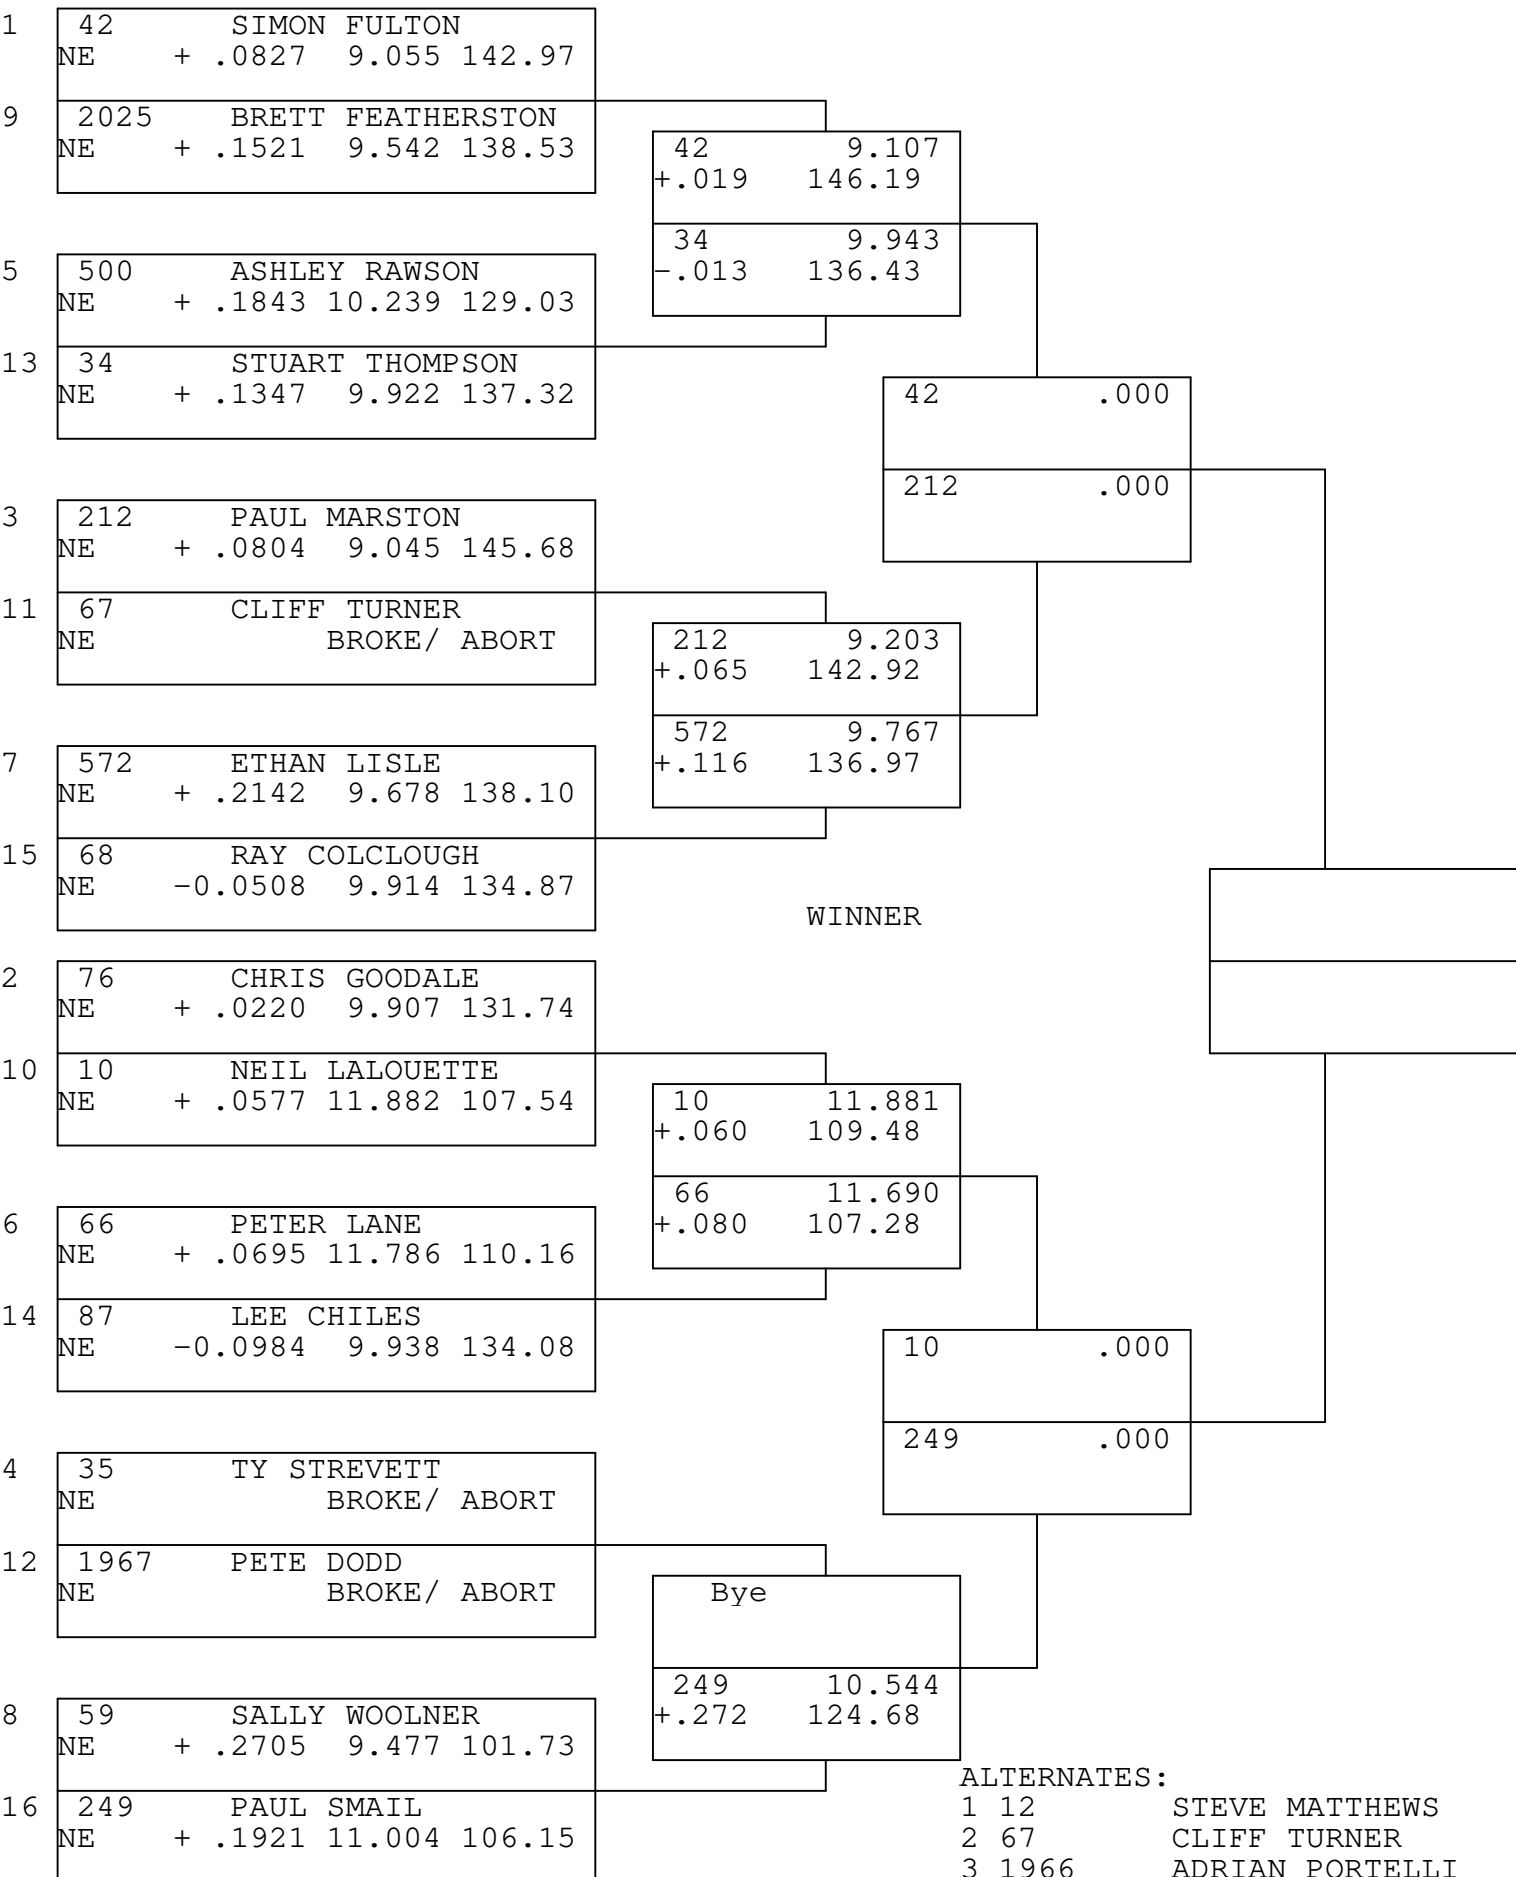 1 42 SIMON FULTON
NE + .0827 9.055 142.97
9 2025 BRETT FEATHERSTON
NE + .1521 9.542 138.53
42 9.107
+.019 146.19
34 9.943
-.013 136.43
5 500 ASHLEY RAWSON
NE + .1843 10.239 129.03
13 34 STUART THOMPSON
NE + .1347 9.922 137.32
42 .000
212 .000
3 212 PAUL MARSTON
NE + .0804 9.045 145.68
11 67 CLIFF TURNER
NE BROKE/ ABORT
212 9.203
+.065 142.92
572 9.767
+.116 136.97
7 572 ETHAN LISLE
NE + .2142 9.678 138.10
15 68 RAY COLCLOUGH
NE -0.0508 9.914 134.87
WINNER
2 76 CHRIS GOODALE
NE + .0220 9.907 131.74
10 10 NEIL LALOUETTE
NE + .0577 11.882 107.54
10 11.881
+.060 109.48
66 11.690
+.080 107.28
6 66 PETER LANE
NE + .0695 11.786 110.16
14 87 LEE CHILES
NE -0.0984 9.938 134.08
10 .000
249 .000
4 35 TY STREVETT
NE BROKE/ ABORT
12 1967 PETE DODD
NE BROKE/ ABORT
Bye
249 10.544
+.272 124.68
8 59 SALLY WOOLNER
NE + .2705 9.477 101.73
16 249 PAUL SMAIL
NE + .1921 11.004 106.15
ALTERNATES:
1 12 STEVE MATTHEWS
2 67 CLIFF TURNER
3 1966 ADRIAN PORTELLI